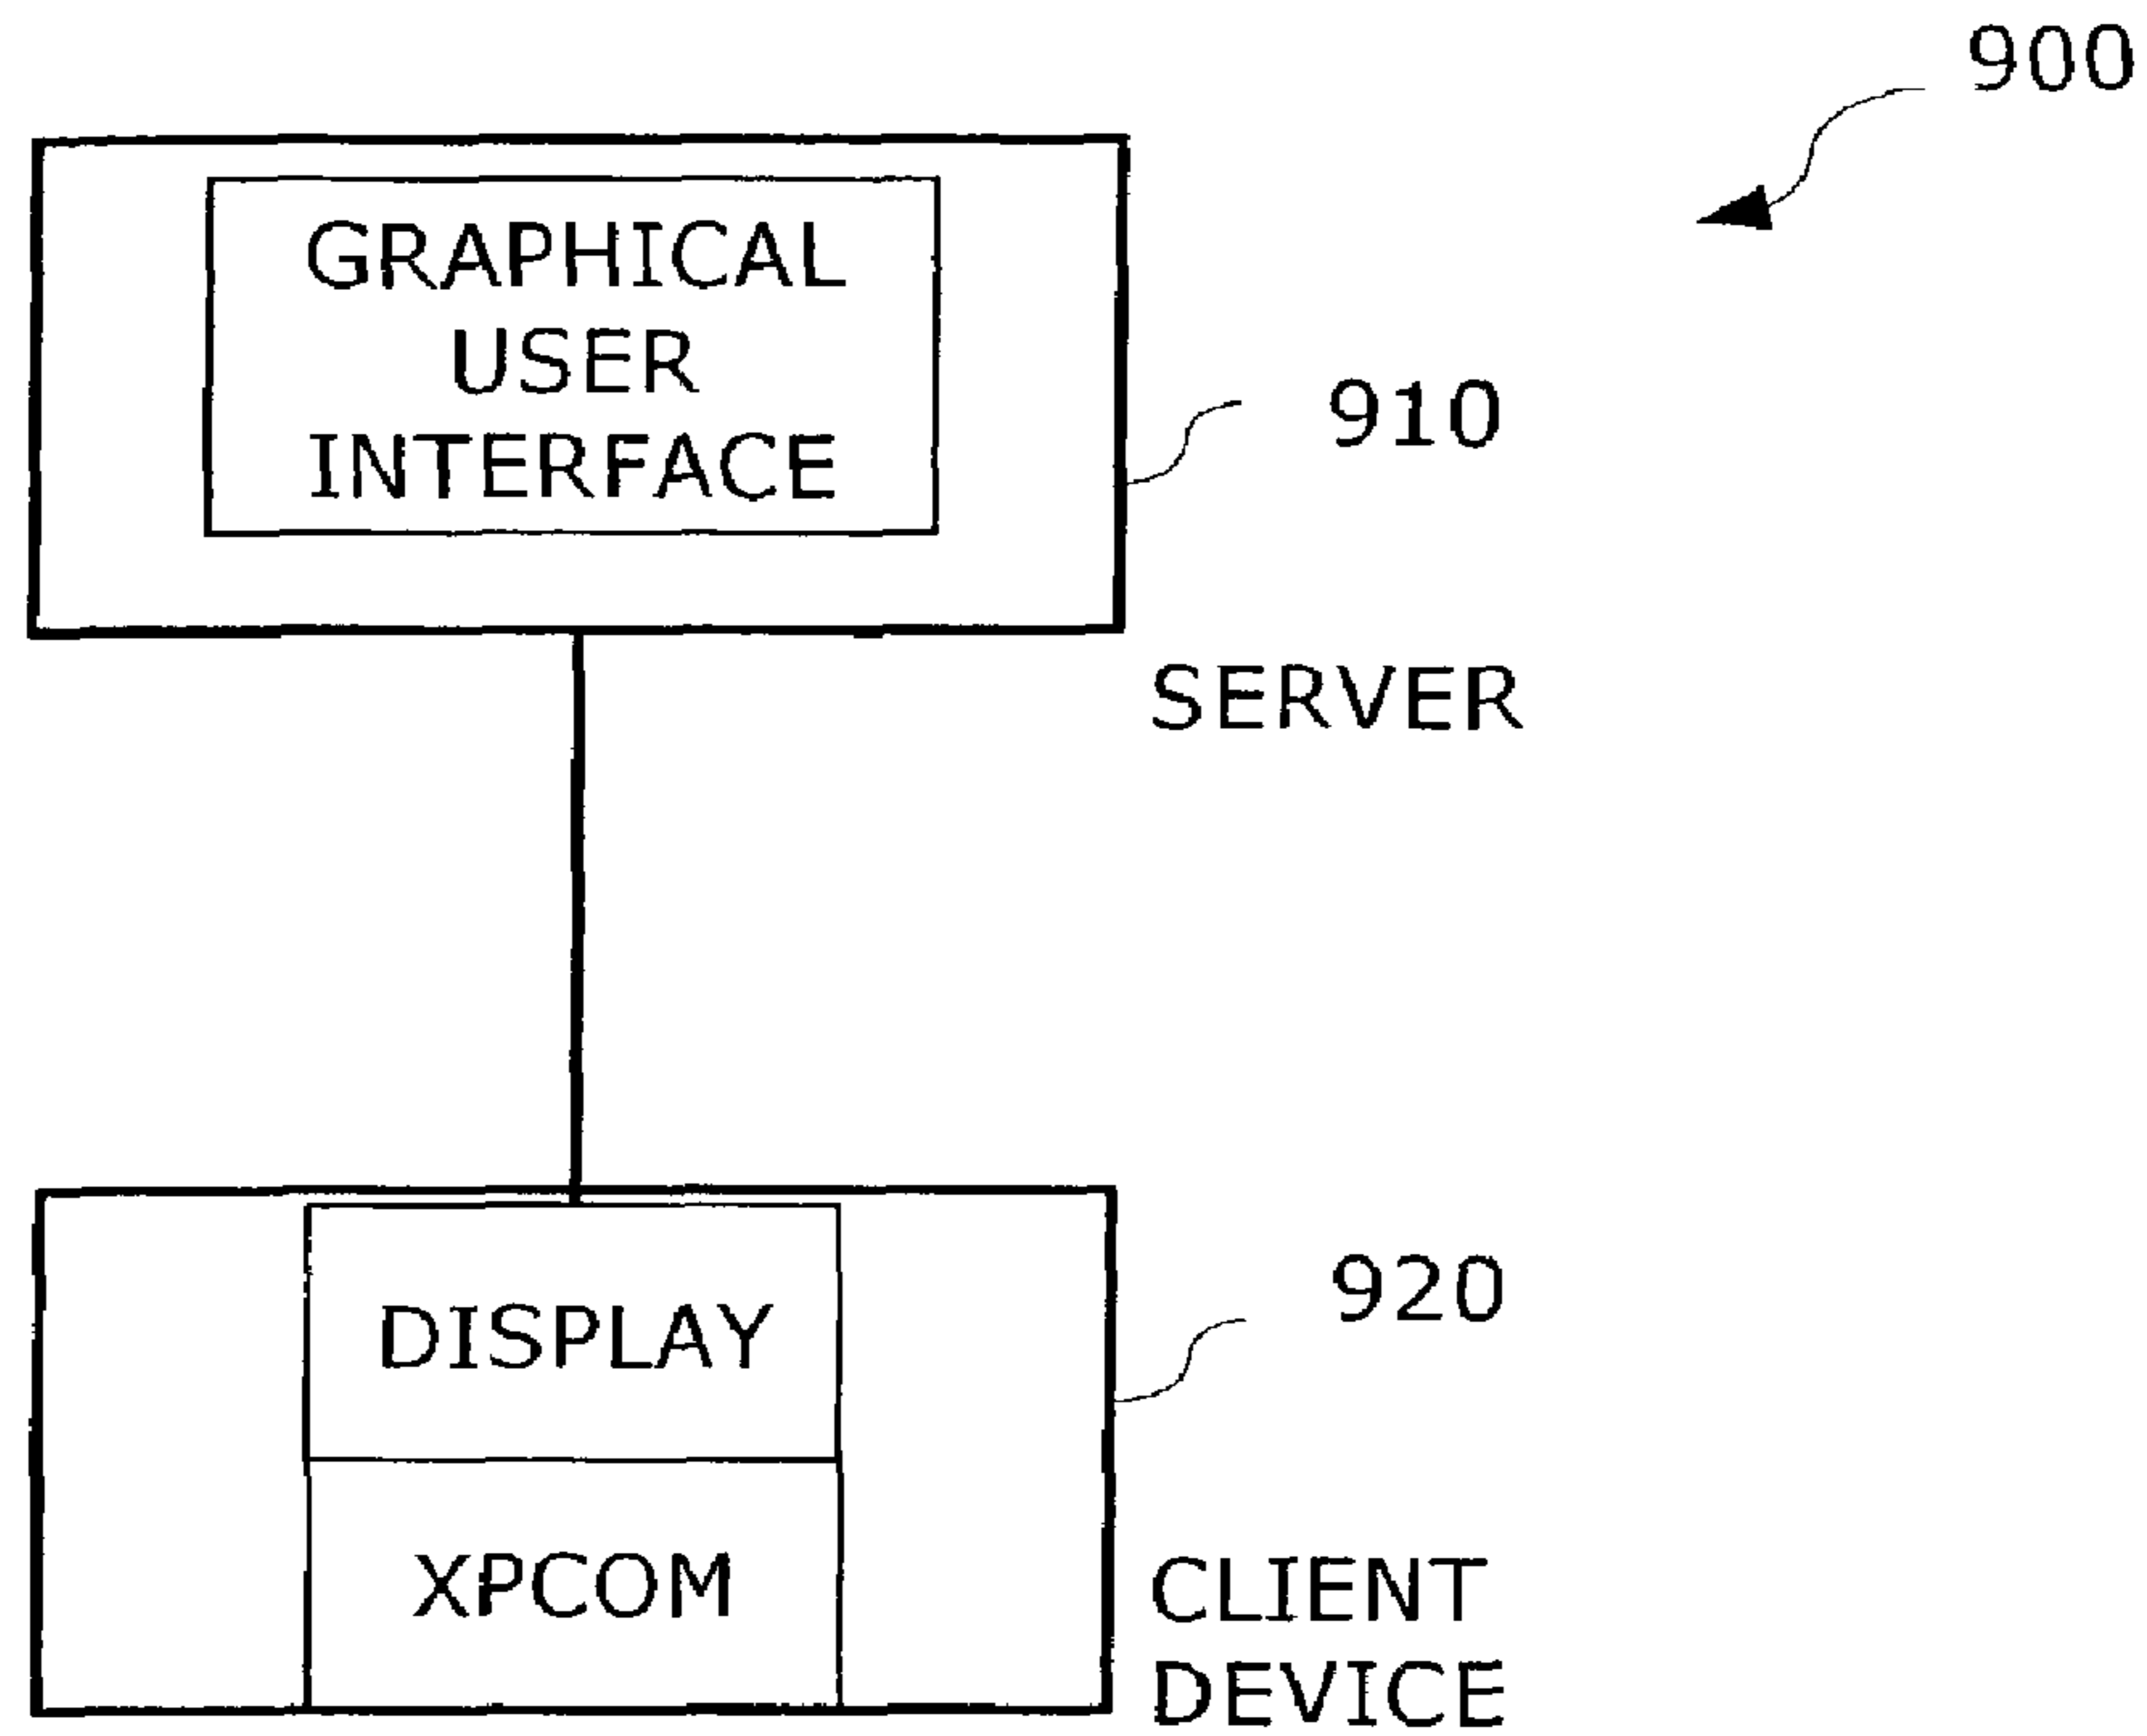 900
GRAPHICAL
USER
INTERFACE
910
SERVER
DISPLAY
920
XPCOM
CLIENT
DEVICE